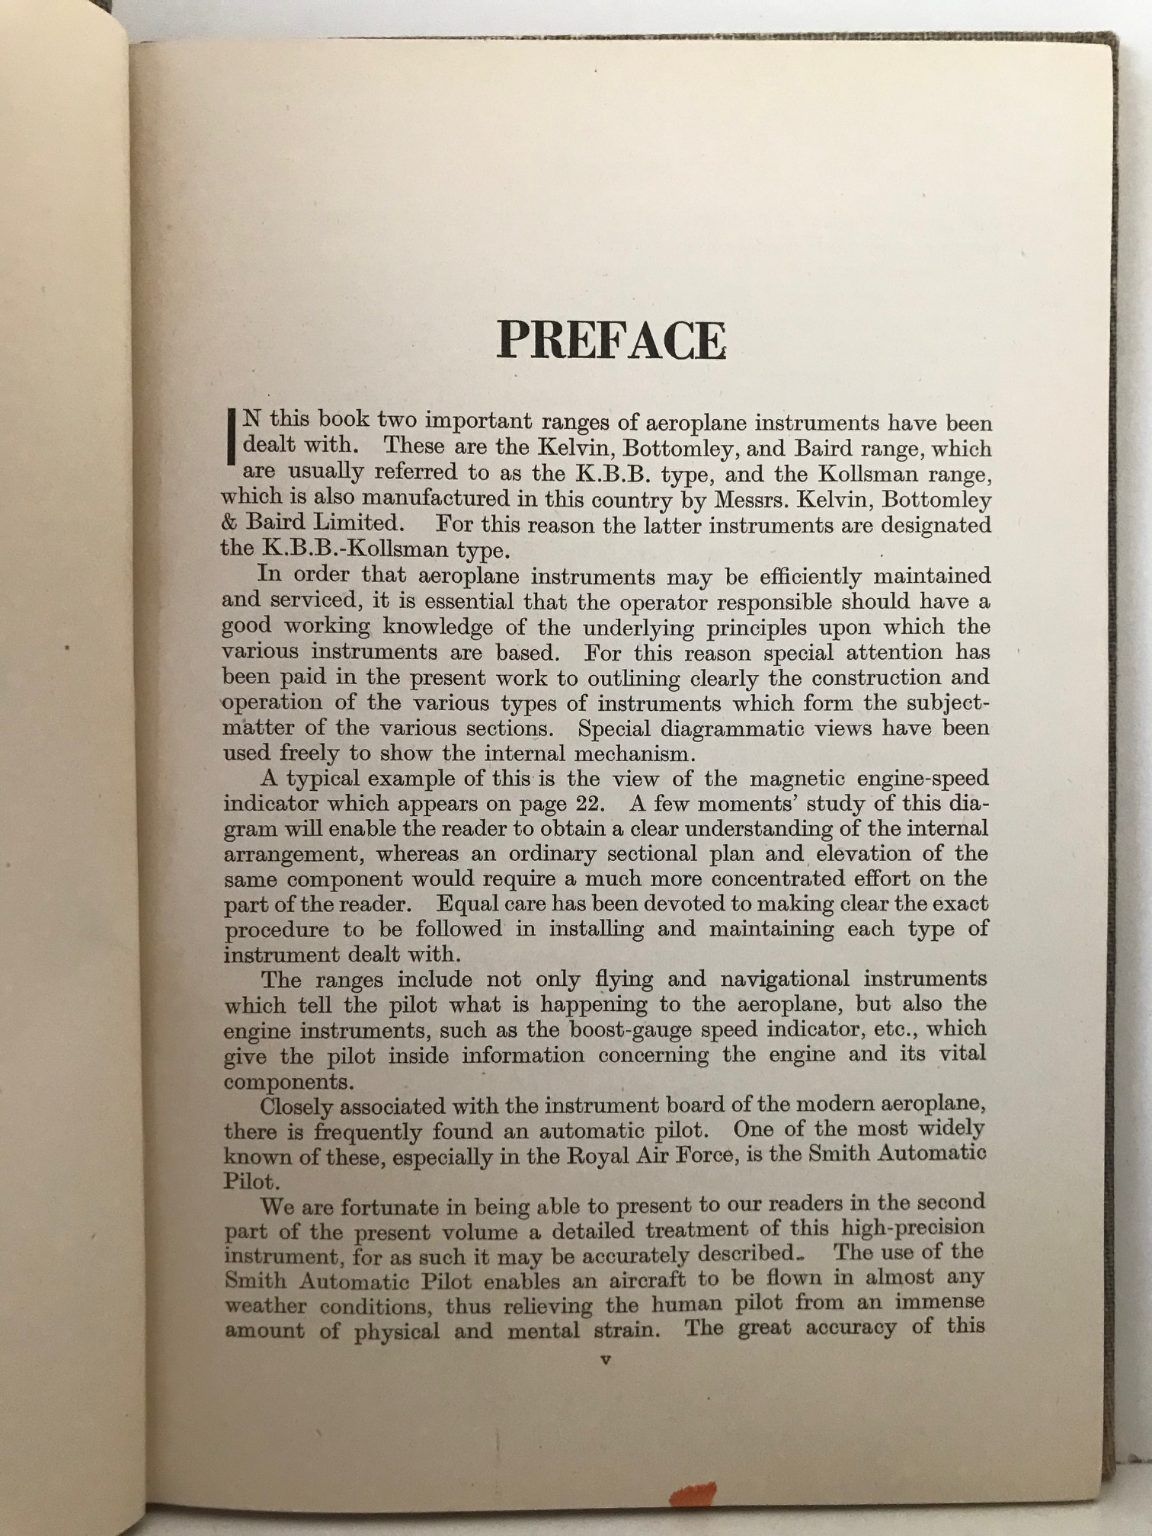 PREFACE
IN this book two important ranges of aeroplane instruments have been
dealt with. These are the Kelvin, Bottomley, and Baird range, which
are usually referred to as the K.B.B. type, and the Kollsman range,
which is also manufactured in this country by Messrs. Kelvin, Bottomley
& Baird Limited. For this reason the latter instruments are designated
the K.B.B.-Kollsman type.
In order that aeroplane instruments may be efficiently maintained
and serviced, it is essential that the operator responsible should have a
good working knowledge of the underlying principles upon which the
various instruments are based. For this reason special attention has
been paid in the present work to outlining clearly the construction and
operation of the various types of instruments which form the subject-
matter of the various sections. Special diagrammatic views have been
used freely to show the internal mechanism.
A typical example of this is the view of the magnetic engine-speed
indicator which appears on page 22. A few moments' study of this dia-
gram will enable the reader to obtain a clear understanding of the internal
arrangement, whereas an ordinary sectional plan and elevation of the
same component would require a much more concentrated effort on the
part of the reader. Equal care has been devoted to making clear the exact
procedure to be followed in installing and maintaining each type of
instrument dealt with.
The ranges include not only flying and navigational instruments
which tell the pilot what is happening to the aeroplane, but also the
engine instruments, such as the boost-gauge speed indicator, etc., which
give the pilot inside information concerning the engine and its vital
components.
Closely associated with the instrument board of the modern aeroplane,
there is frequently found an automatic pilot. One of the most widely
known of these, especially in the Royal Air Force, is the Smith Automatic
Pilot.
We are fortunate in being able to present to our readers in the second
part of the present volume a detailed treatment of this high-precision
instrument, for as such it may be accurately described. The use of the
Smith Automatic Pilot enables an aircraft to be flown in almost any
weather conditions, thus relieving the human pilot from an immense
amount of physical and mental strain. The great accuracy of this
v